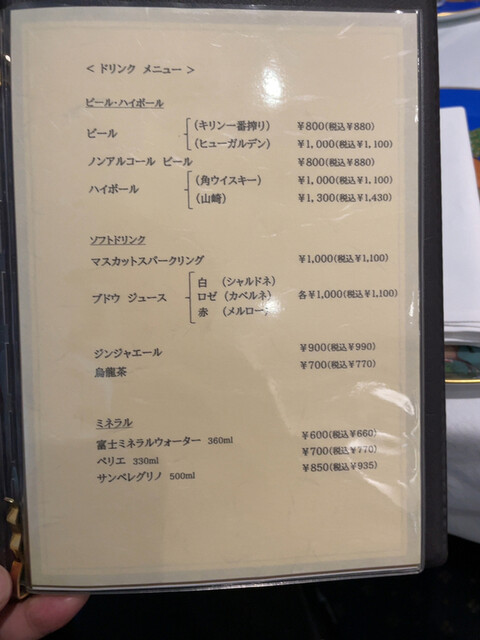 < ドリンク メニュー >
ビール・ハイボール
ビール (キリン一番搾り) ¥800(税込¥880)
(ヒューガルデン) ¥1,000(税込¥1,100)
ノンアルコール ビール ¥800(税込¥880)
ハイボール (角ウイスキー) ¥1,000(税込¥1,100)
(山崎) ¥1,300(税込¥1,430)
ソフトドリンク
マスカットスパークリング ¥1,000(税込¥1,100)
白 (シャルドネ)
ブドウ ジュース ロゼ (カベルネ) 各¥1,000(税込¥1,100)
赤 (メルロー)
ジンジャエール ¥900(税込¥990)
烏龍茶 ¥700(税込¥770)
ミネラル
富士ミネラルウォーター 360ml ¥600(税込¥660)
ペリエ 330ml ¥700(税込¥770)
サンペレグリノ 500ml ¥850(税込¥935)